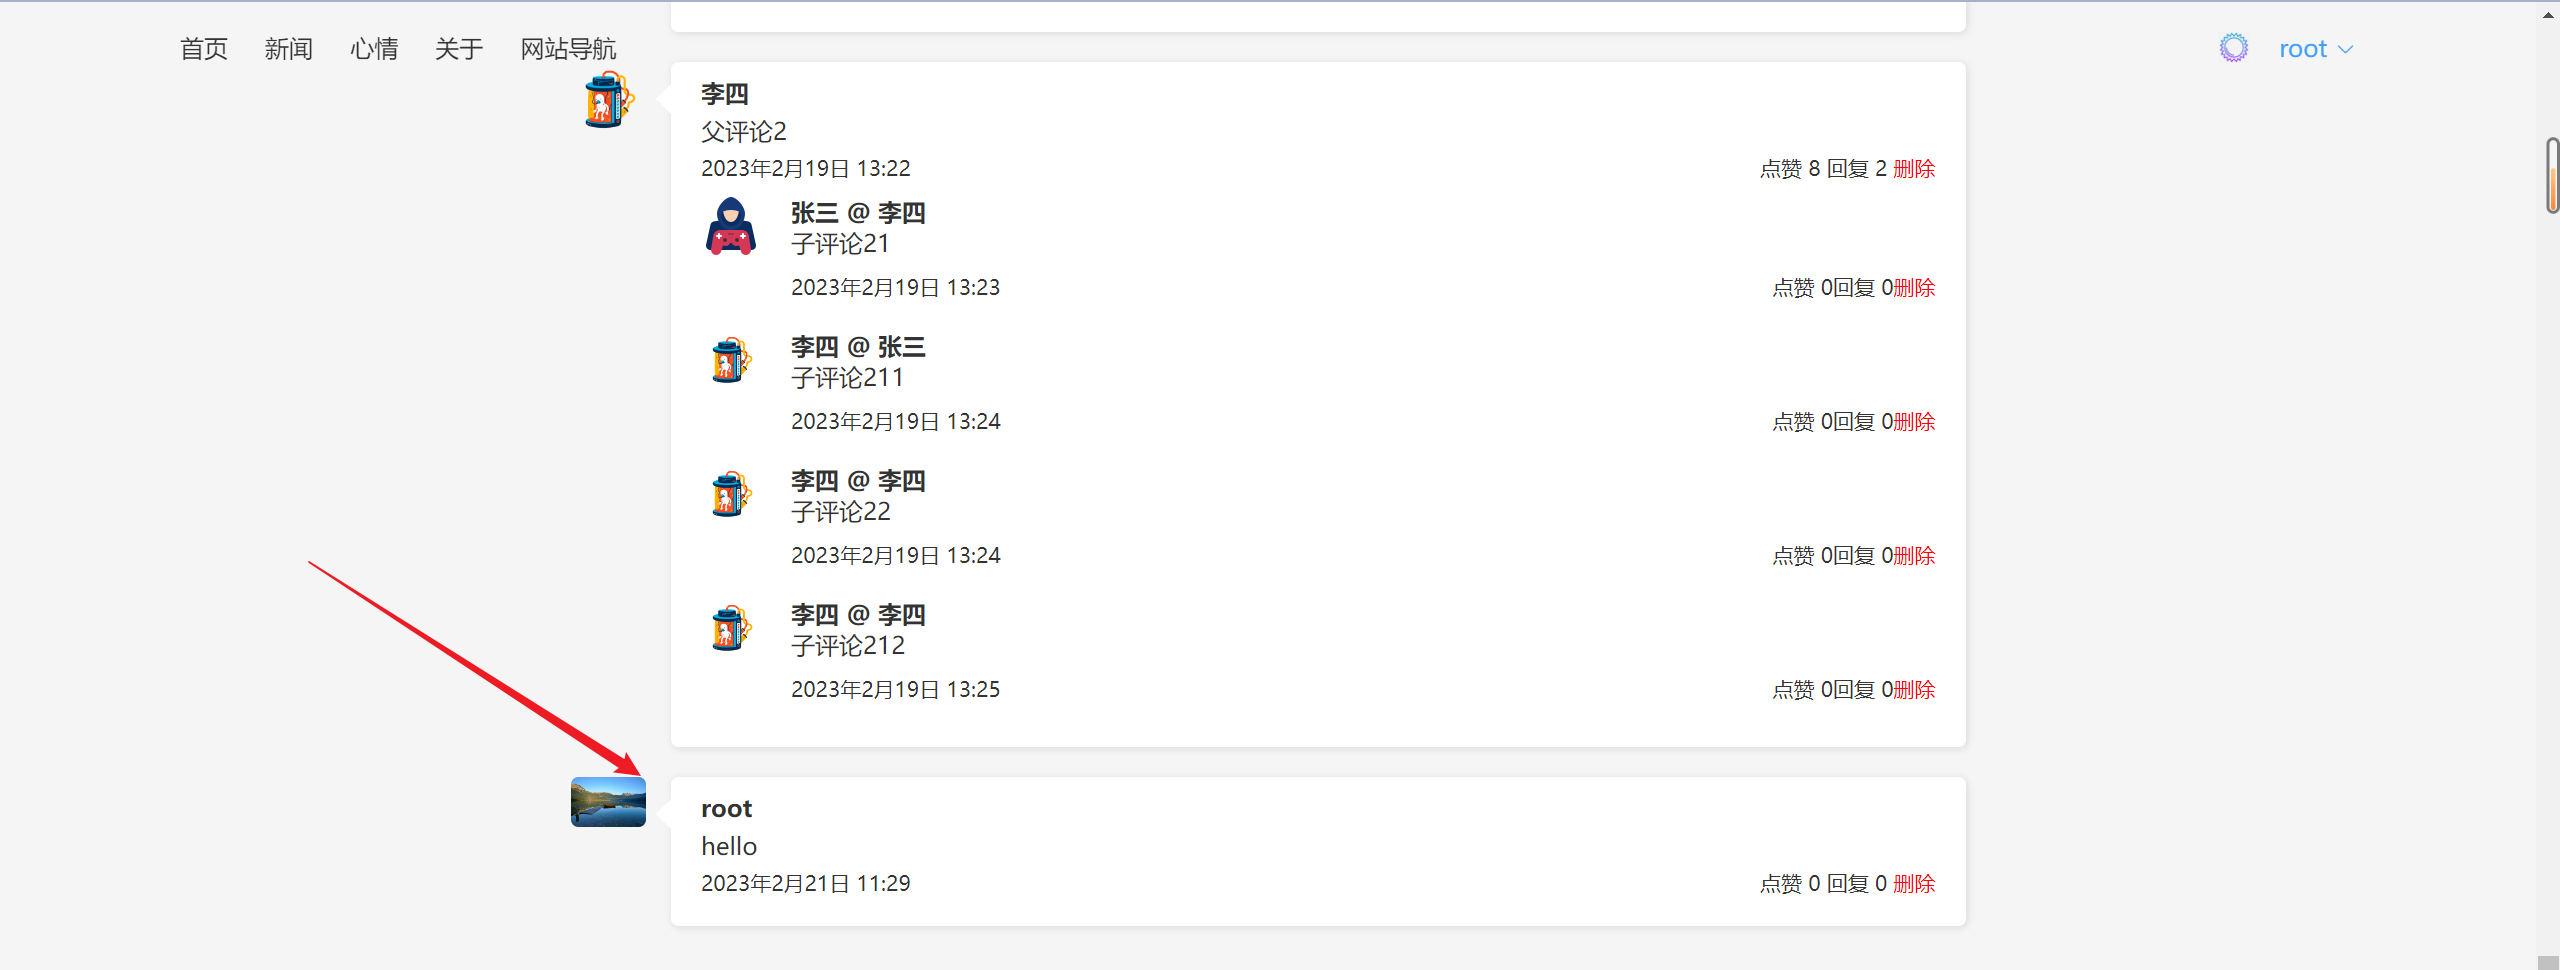 首页 新闻 心情 关于 网站导航 root
李四
父评论2
2023年2月19日 13:22 点赞 8 回复 2 删除
张三 @ 李四
子评论21
2023年2月19日 13:23 点赞 0回复 0删除
李四 @ 张三
子评论211
2023年2月19日 13:24 点赞 0回复 0删除
李四 @ 李四
子评论22
2023年2月19日 13:24 点赞 0回复 0删除
李四 @ 李四
子评论212
2023年2月19日 13:25 点赞 0回复 0删除
root
hello
2023年2月21日 11:29 点赞 0 回复 0 删除